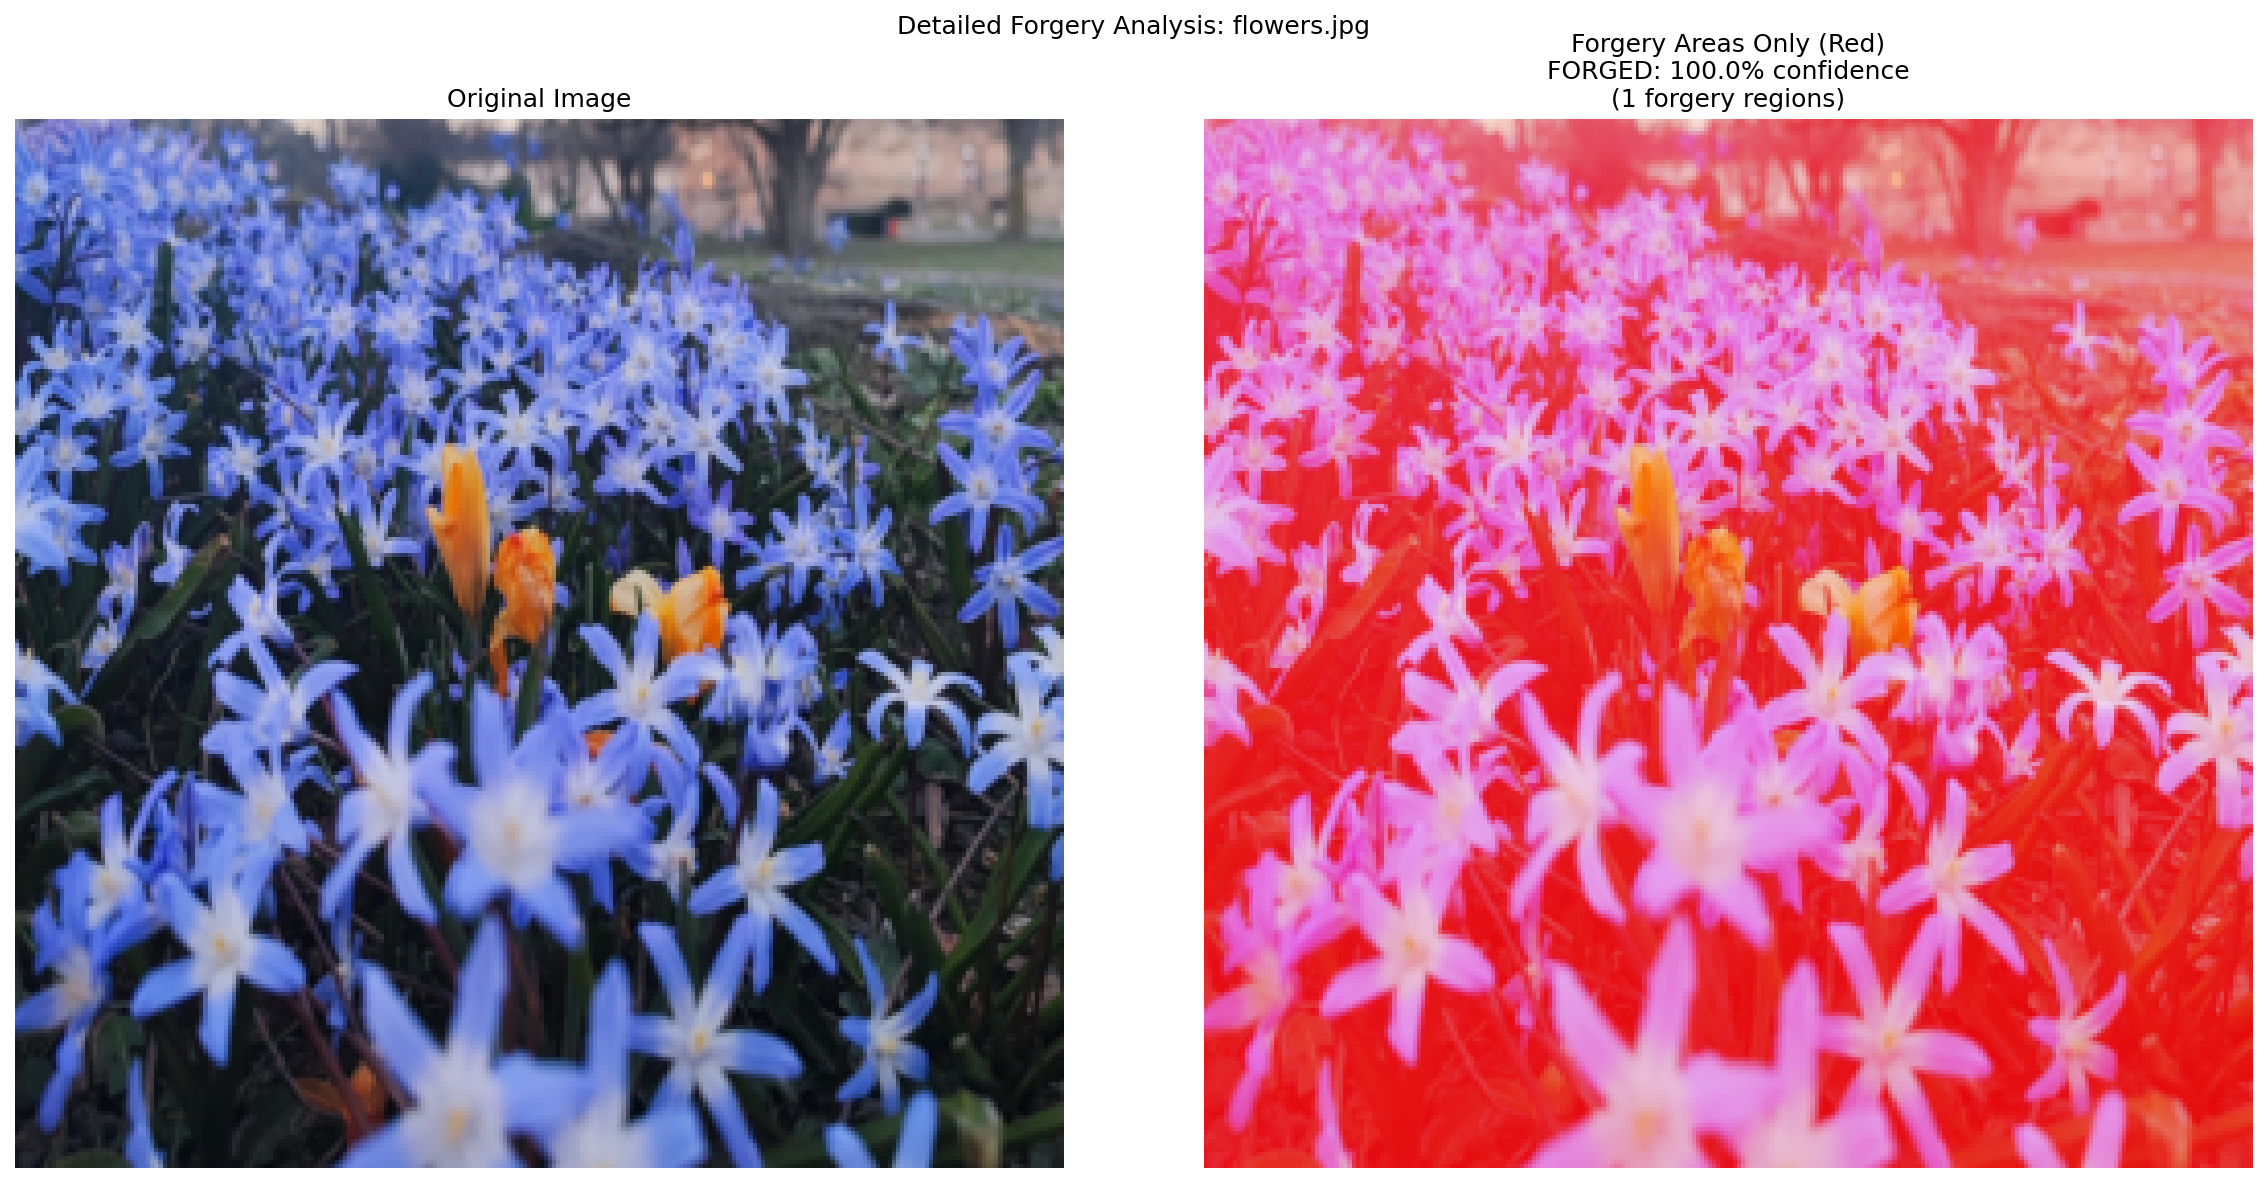 Detailed Forgery Analysis: flowers.jpg
Original Image
Forgery Areas Only (Red)
FORGED: 100.0% confidence
(1 forgery regions)